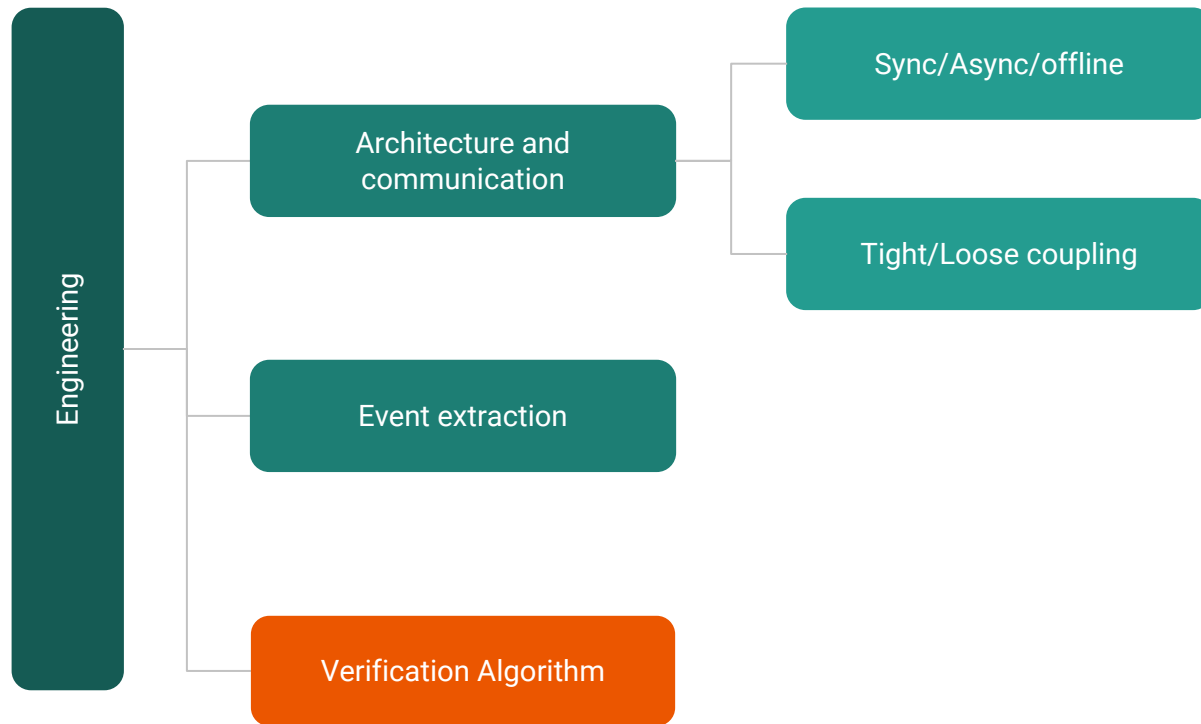 Engineering
Architecture and
communication
Sync/Async/offline
Tight/Loose coupling
Event extraction
Verification Algorithm